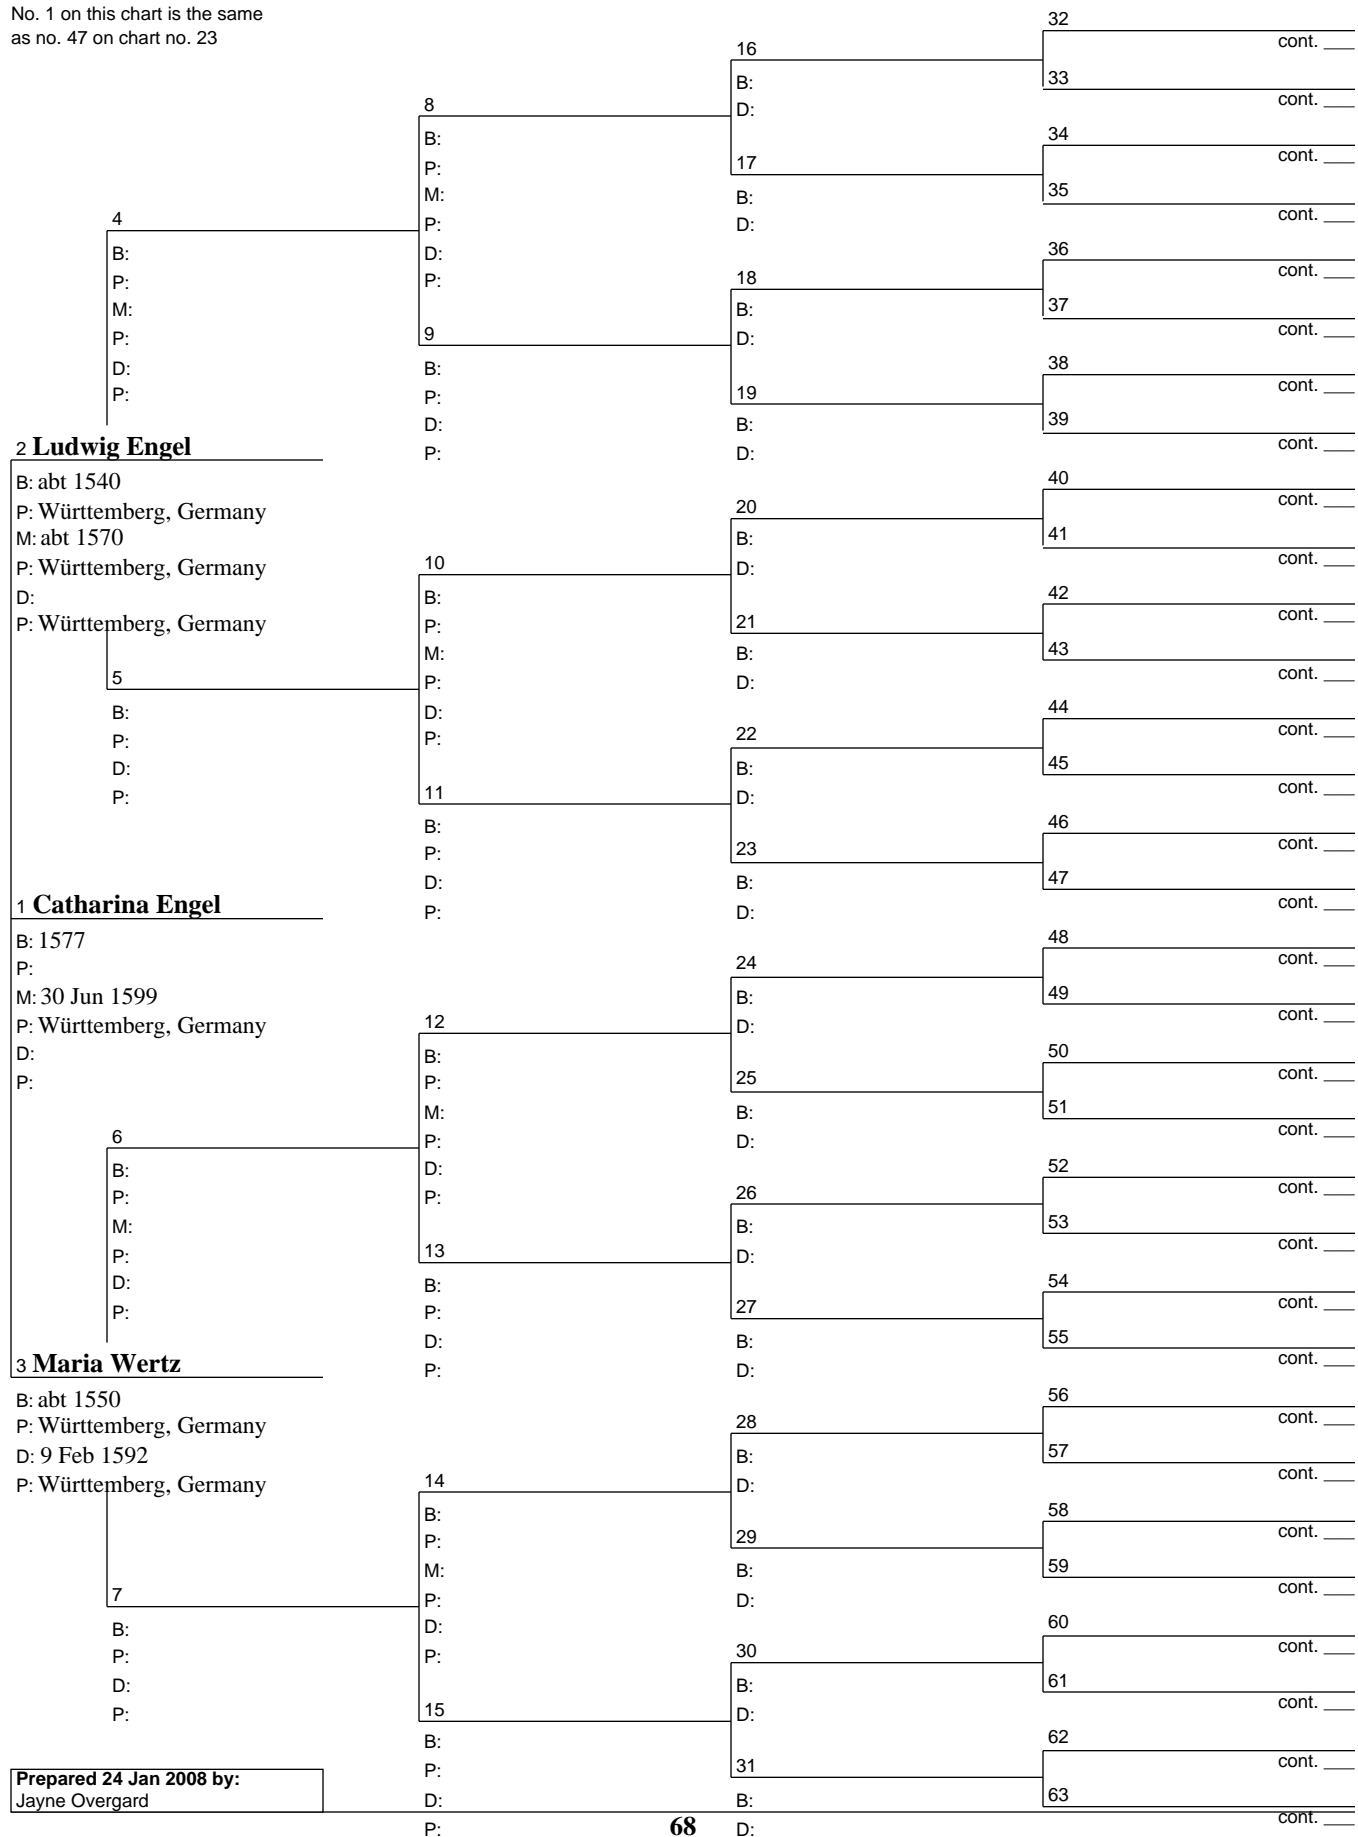 No. 1 on this chart is the same
as no. 47 on chart no. 23
4
B:
P:
M:
P:
D:
P:
2 Ludwig Engel
B: abt 1540
P: Württemberg, Germany
M: abt 1570
P: Württemberg, Germany
D:
P: Württemberg, Germany
5
B:
P:
D:
P:
1 Catharina Engel
B: 1577
P:
M: 30 Jun 1599
P: Württemberg, Germany
D:
P:
6
B:
P:
M:
P:
D:
P:
3 Maria Wertz
B: abt 1550
P: Württemberg, Germany
D: 9 Feb 1592
P: Württemberg, Germany
7
B:
P:
D:
P:
Prepared 24 Jan 2008 by:
Jayne Overgard
8
B:
P:
M:
P:
D:
P:
9
B:
P:
D:
P:
10
B:
P:
M:
P:
D:
P:
11
B:
P:
D:
P:
12
B:
P:
M:
P:
D:
P:
13
B:
P:
D:
P:
14
B:
P:
M:
P:
D:
P:
15
B:
P:
D:
P:
16
B:
D:
17
B:
D:
18
B:
D:
19
B:
D:
20
B:
D:
21
B:
D:
22
B:
D:
23
B:
D:
24
B:
D:
25
B:
D:
26
B:
D:
27
B:
D:
28
B:
D:
29
B:
D:
30
B:
D:
31
B:
D:
32
cont. ___
33
cont. ___
34
cont. ___
35
cont. ___
36
cont. ___
37
cont. ___
38
cont. ___
39
cont. ___
40
cont. ___
41
cont. ___
42
cont. ___
43
cont. ___
44
cont. ___
45
cont. ___
46
cont. ___
47
cont. ___
48
cont. ___
49
cont. ___
50
cont. ___
51
cont. ___
52
cont. ___
53
cont. ___
54
cont. ___
55
cont. ___
56
cont. ___
57
cont. ___
58
cont. ___
59
cont. ___
60
cont. ___
61
cont. ___
62
cont. ___
63
cont. ___
68